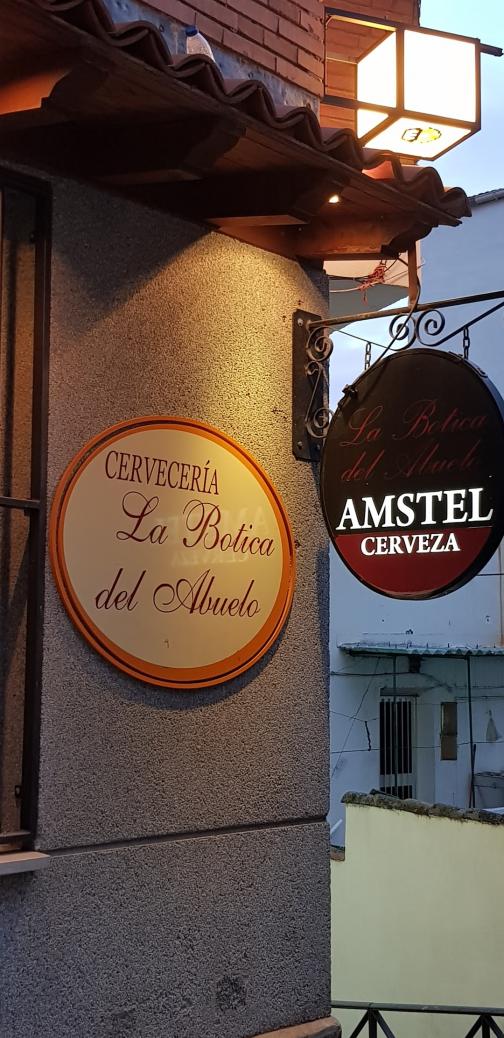 CERVECERÍA
La Botica
del Abuelo
La Botica
del Abuelo
AMSTEL
CERVEZA